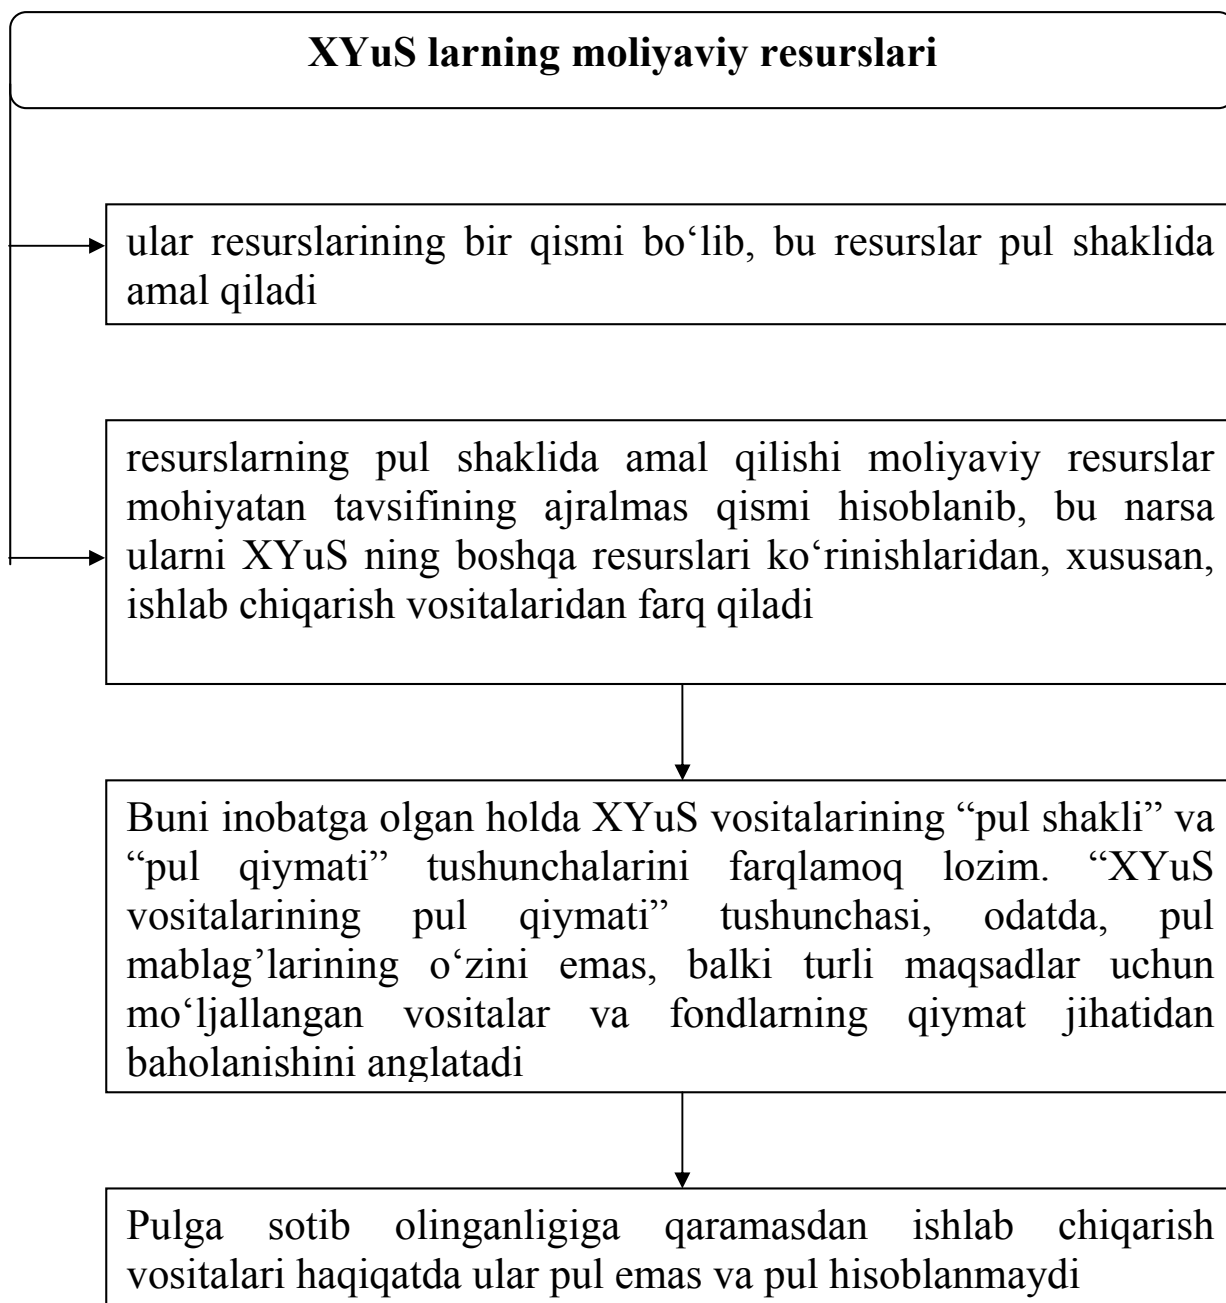 XYuS larning moliyaviy resurslari
ular resurslarining bir qismi bo‘lib, bu resurslar pul shaklida
amal qiladi
resurslarning pul shaklida amal qilishi moliyaviy resurslar
mohiyatan tavsifining ajralmas qismi hisoblanib, bu narsa
ularni XYuS ning boshqa resurslari ko‘rinishlaridan, xususan,
ishlab chiqarish vositalaridan farq qiladi
Buni inobatga olgan holda XYuS vositalarining “pul shakli” va
“pul qiymati” tushunchalarini farqlamoq lozim. “XYuS
vositalarining pul qiymati” tushunchasi, odatda, pul
mablag’larining o‘zini emas, balki turli maqsadlar uchun
mo‘ljallangan vositalar va fondlarning qiymat jihatidan
baholanishini anglatadi
Pulga sotib olinganligiga qaramasdan ishlab chiqarish
vositalari haqiqatda ular pul emas va pul hisoblanmaydi